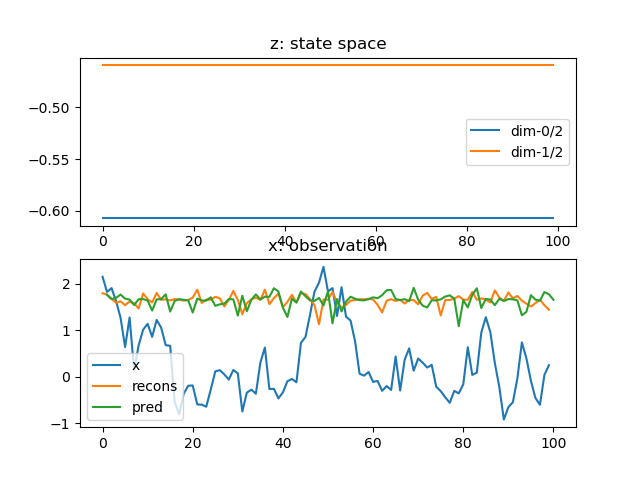 z: state space
−0.50
−0.55
−0.60
dim-0/2
dim-1/2
0 20 40 60 80 100
x: observation
2
1
0
−1
x
recons
pred
0 20 40 60 80 100